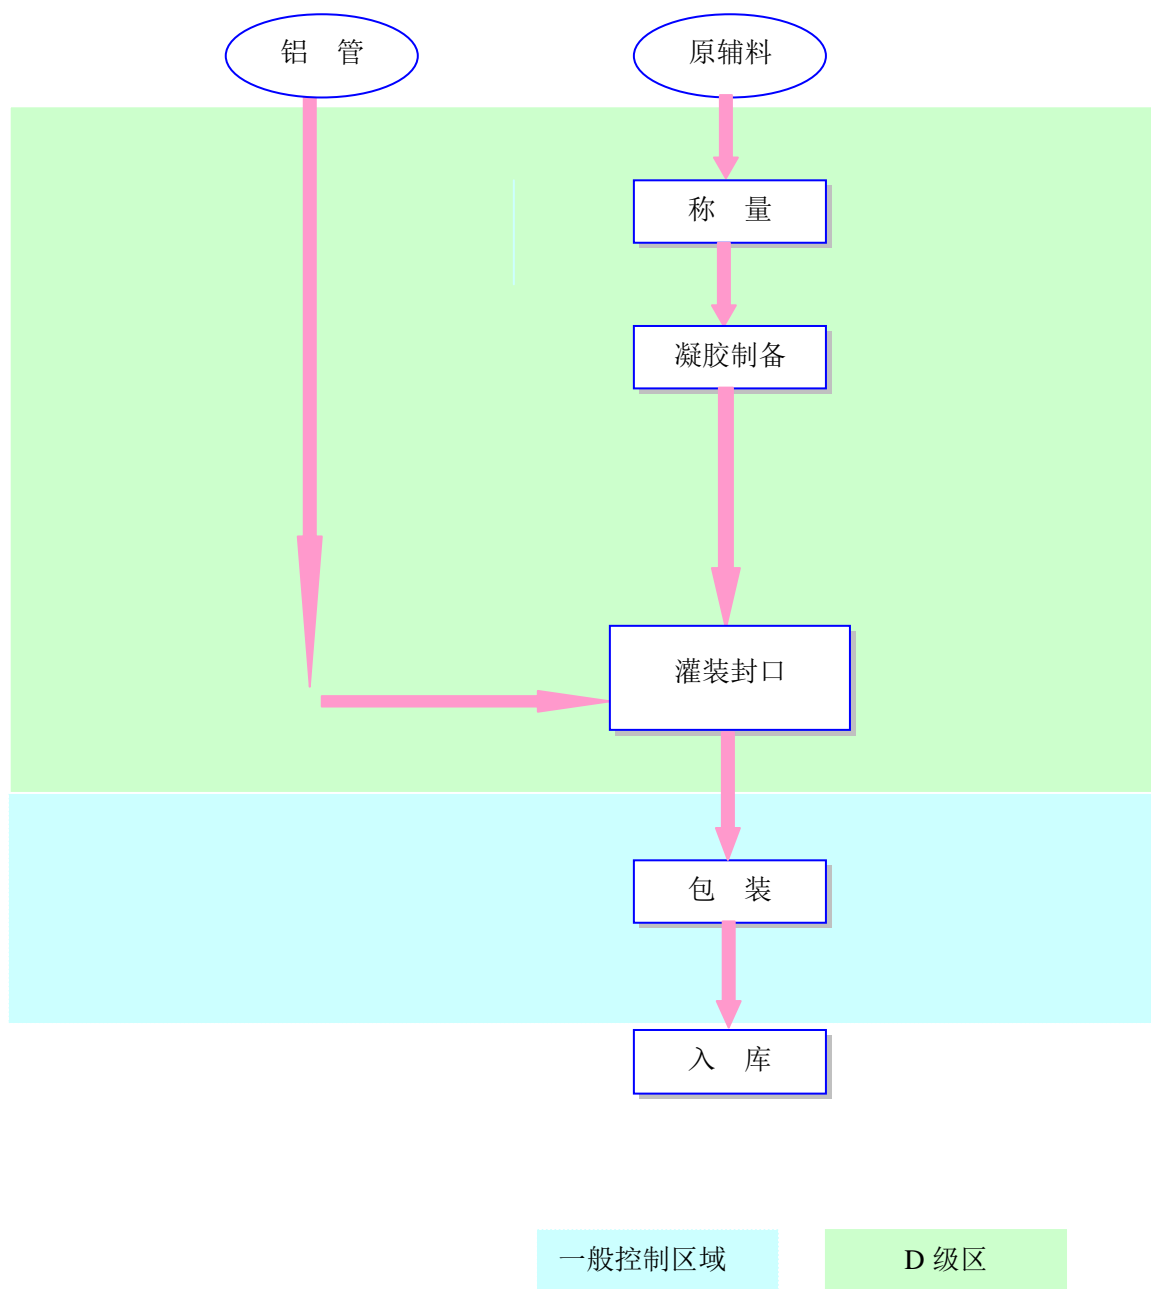 铝　管
原辅料
称　量
凝胶制备
灌装封口
包　装
入　库
一般控制区域
D 级区